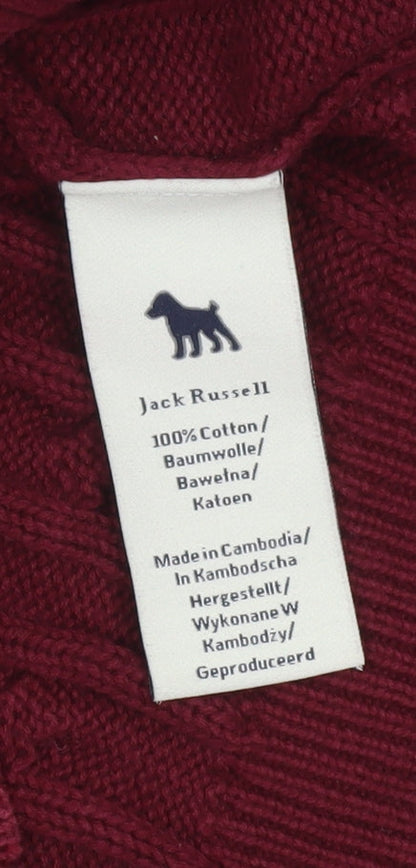 Jack Russell
100% Cotton/
Baumwolle/
Bawełna/
Katoen
Made in Cambodia/
In Kambodscha
Hergestellt/
Wykonane W
Kambodży/
Geproduceerd